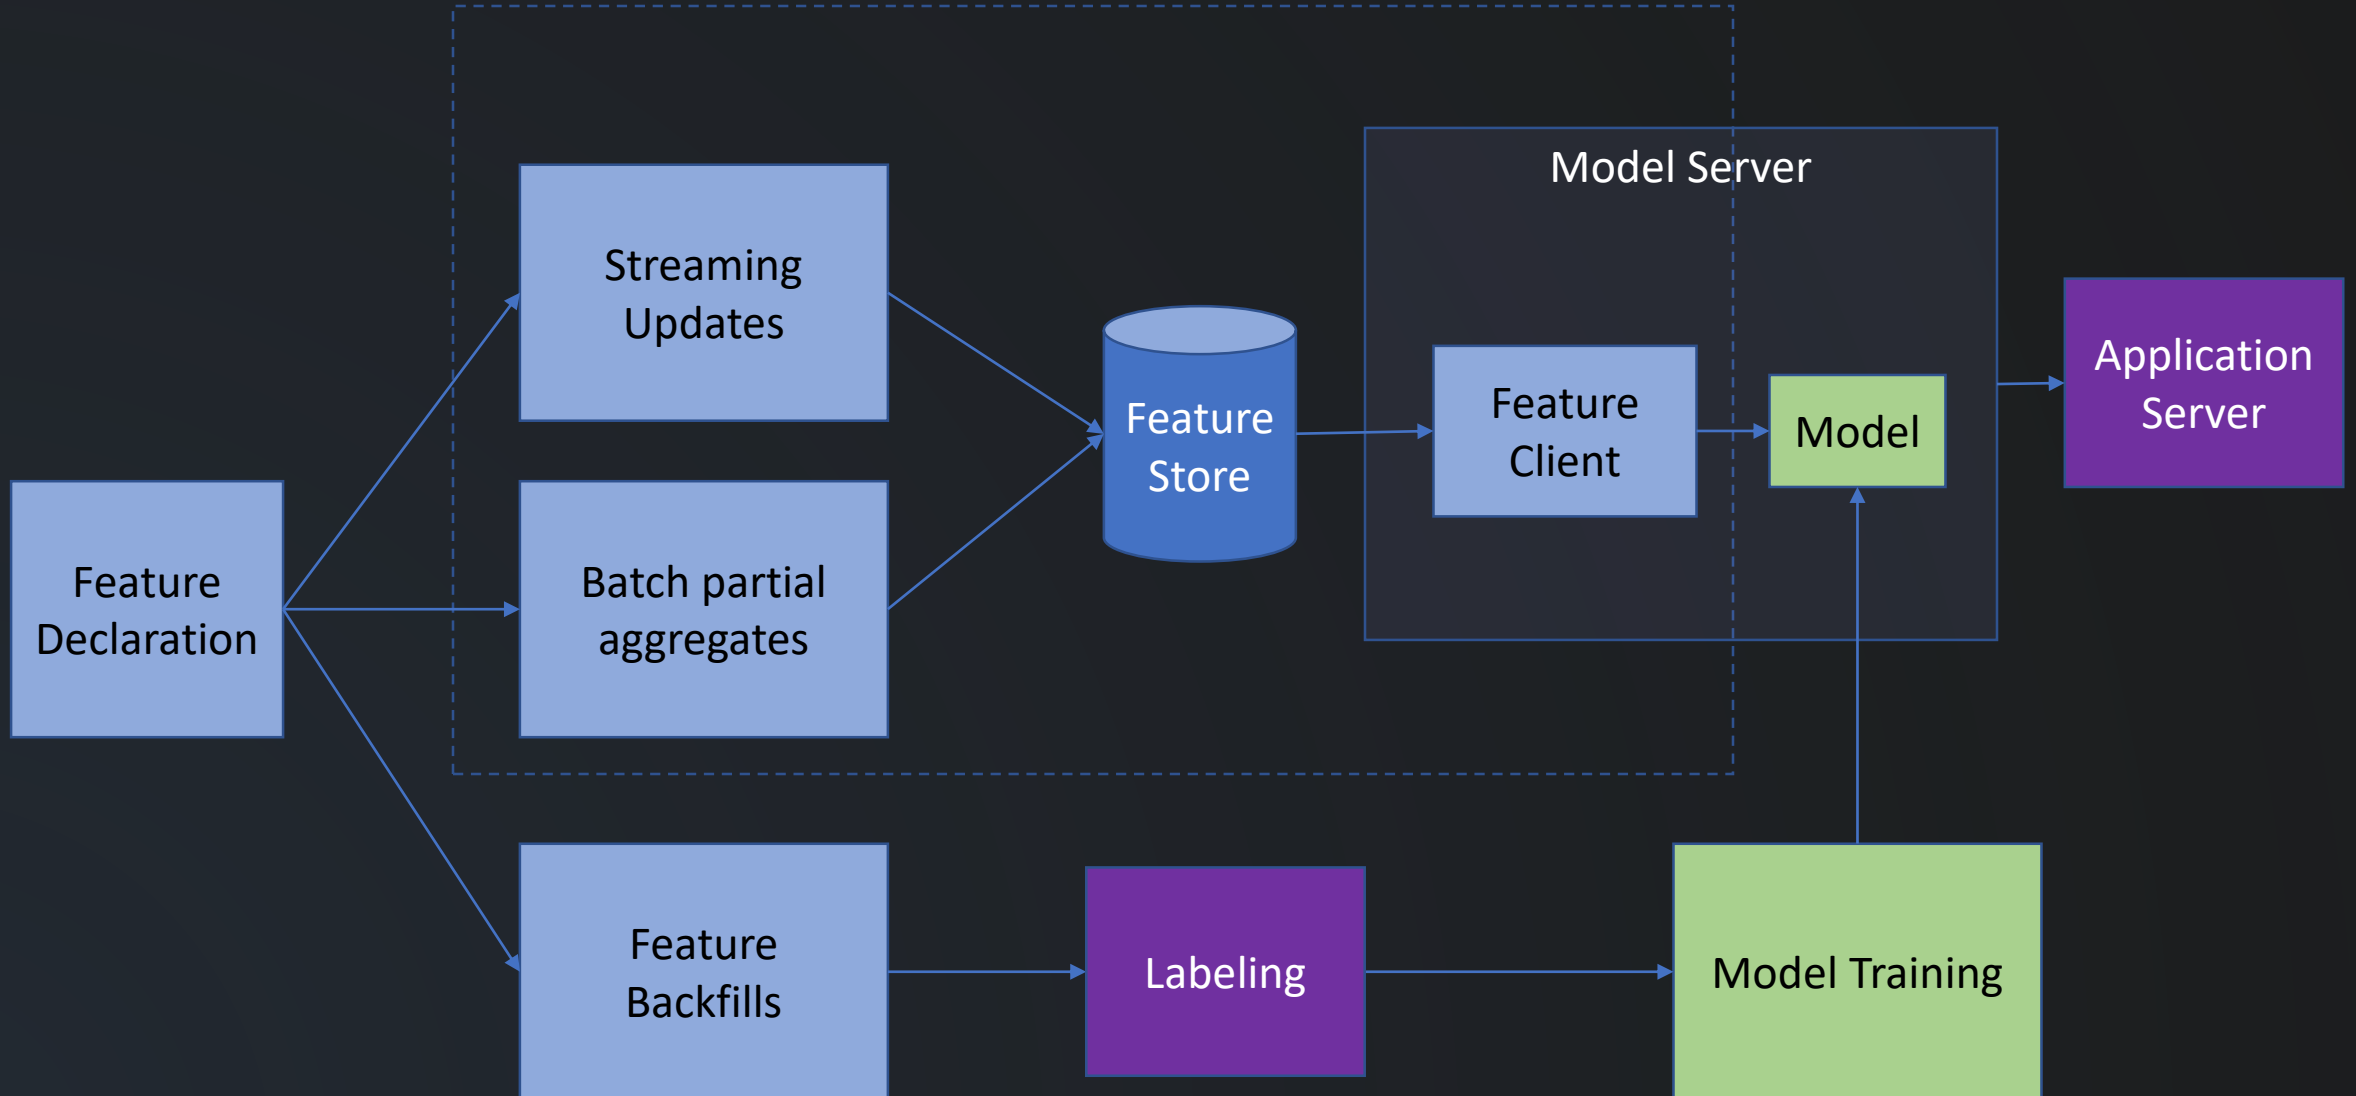 Model Server
Streaming
Updates
Application
Server
Feature
Store
Feature
Client
Model
Feature
Declaration
Batch partial
aggregates
Feature
Backfills
Labeling
Model Training